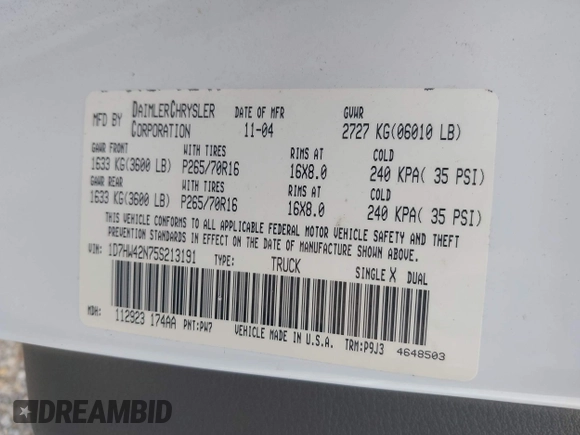 MFD BY DAIMLERCHRYSLER CORPORATION DATE OF MFR 11-04 GVWR 2727 KG(06010 LB)
GAWR FRONT WITH TIRES RIMS AT COLD
1633 KG(3600 LB) P265/70R16 16X8.0 240 KPA( 35 PSI)
GAWR REAR WITH TIRES RIMS AT COLD
1633 KG(3600 LB) P265/70R16 16X8.0 240 KPA( 35 PSI)
THIS VEHICLE CONFORMS TO ALL APPLICABLE FEDERAL MOTOR VEHICLE SAFETY AND THEFT
PREVENTION STANDARDS IN EFFECT ON THE DATE OF MANUFACTURE SHOWN ABOVE.
VIN: 1D7HW42N75S213191 TYPE: TRUCK SINGLE X DUAL
MDH: 112923 174AA PNT:PW7 VEHICLE MADE IN U.S.A. TRM:P9J3 4648503
DREAMBID